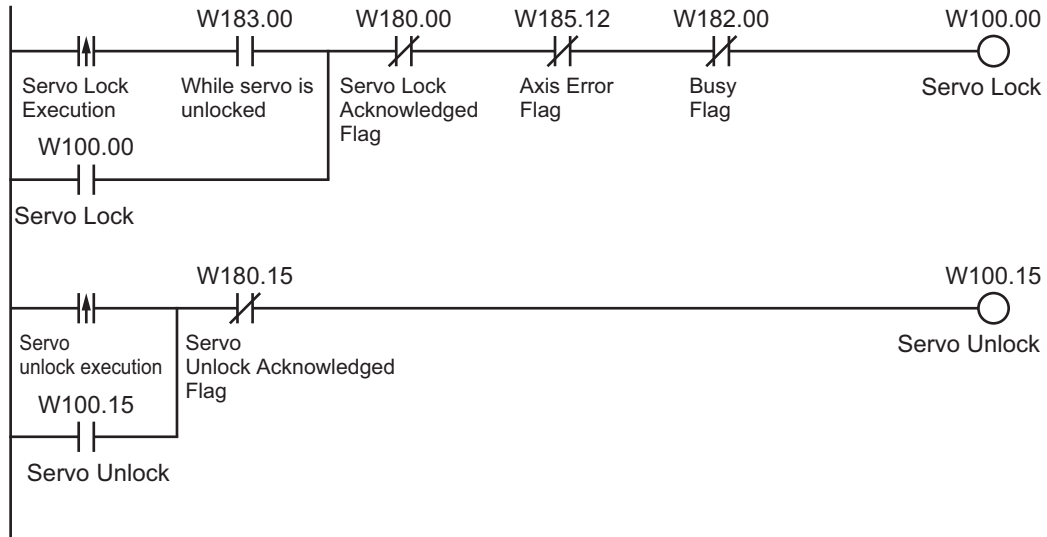 W183.00
W180.00
W185.12
W182.00
W100.00
Servo Lock
Execution
While servo is
unlocked
Servo Lock
Acknowledged
Flag
Axis Error
Flag
Busy
Flag
Servo Lock
W100.00
Servo Lock
W180.15
W100.15
Servo
unlock execution
Servo
Unlock Acknowledged
Flag
Servo Unlock
W100.15
Servo Unlock